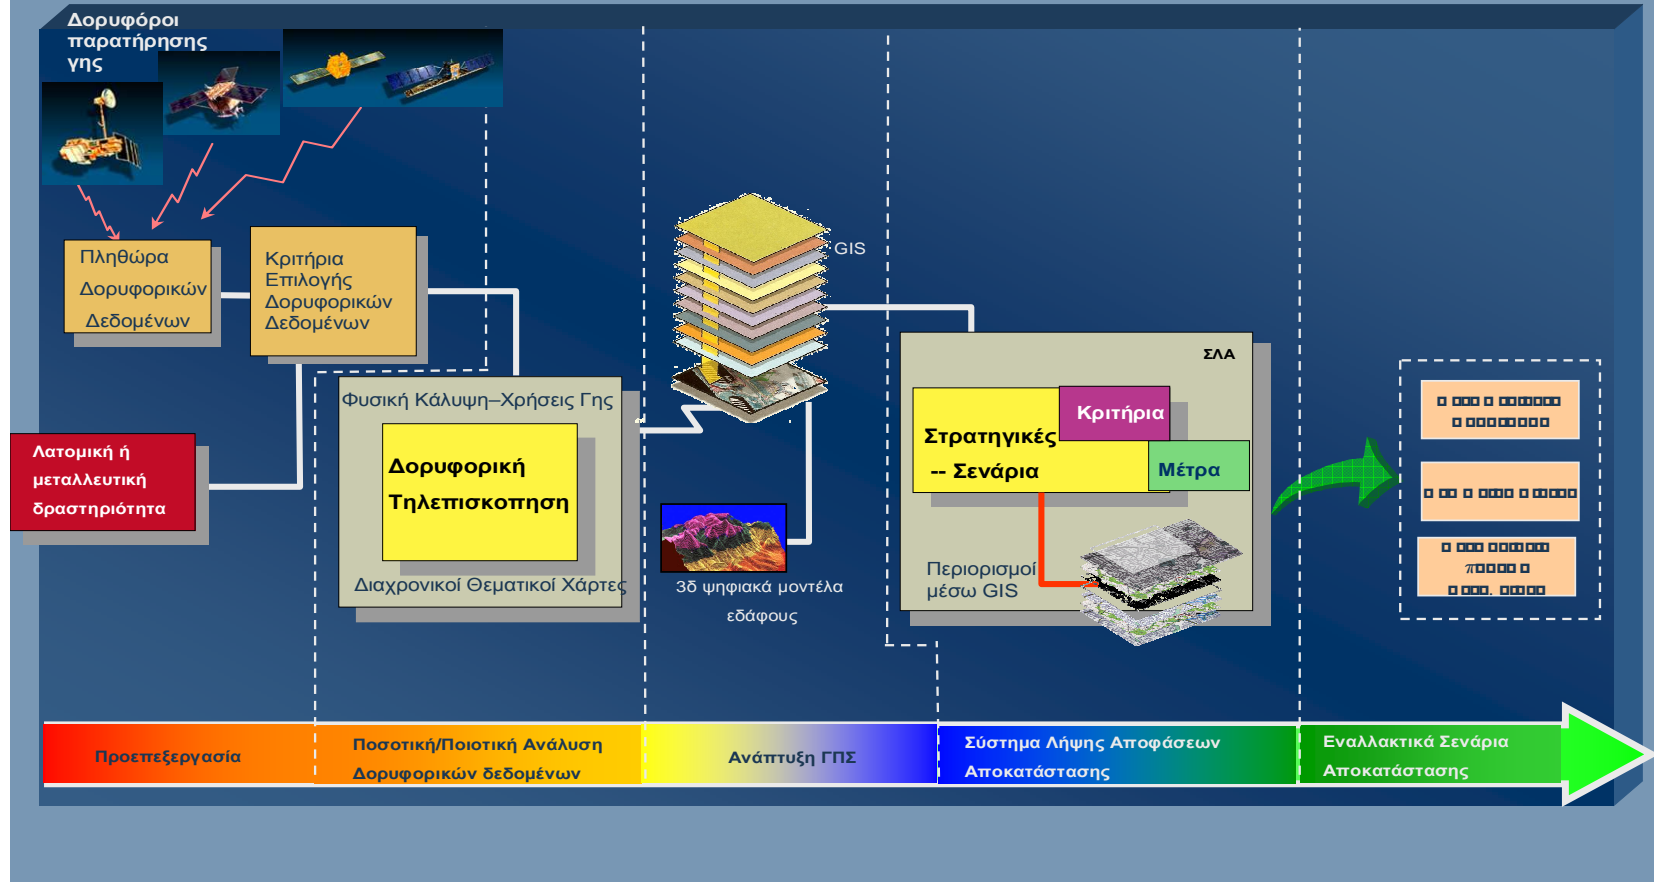 Δορυφόροι
παρατήρησης
γης
Πληθώρα
Δορυφορικών
Δεδομένων
Κριτήρια
Επιλογής
Δορυφορικών
Δεδομένων
Λατομική ή
μεταλλευτική
δραστηριότητα
Φυσική Κάλυψη–Χρήσεις Γης
Δορυφορική
Τηλεπισκοπηση
Διαχρονικοί Θεματικοί Χάρτες
GIS
3δ ψηφιακά μοντέλα
εδάφους
ΣΛΑ
Κριτήρια
Στρατηγικές
-- Σενάρια
Μέτρα
Περιορισμοί
μέσω GIS
Προεπεξεργασία
Ποσοτική/Ποιοτική Ανάλυση
Δορυφορικών δεδομένων
Ανάπτυξη ΓΠΣ
Σύστημα Λήψης Αποφάσεων
Αποκατάστασης
Εναλλακτικά Σενάρια
Αποκατάστασης